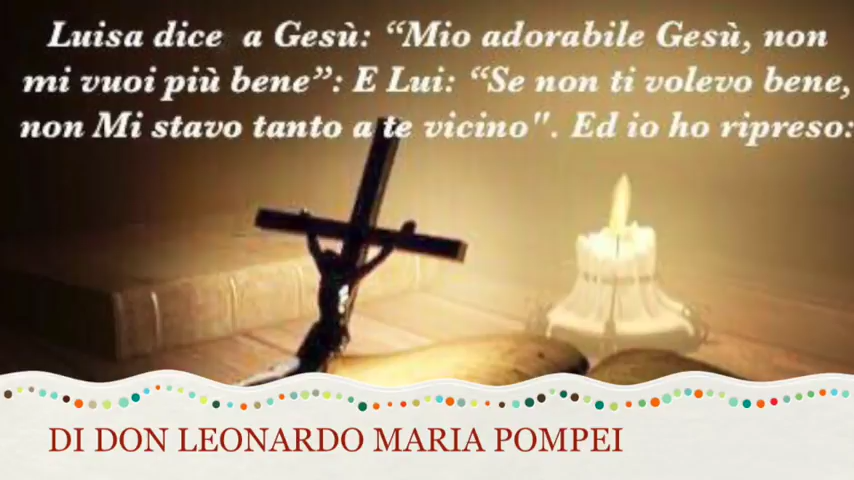 Luisa dice a Gesù: “Mio adorabile Gesù, non
mi vuoi più bene”: E Lui: “Se non ti volevo bene,
non Mi stavo tanto a te vicino". Ed io ho ripreso:
DI DON LEONARDO MARIA POMPEI